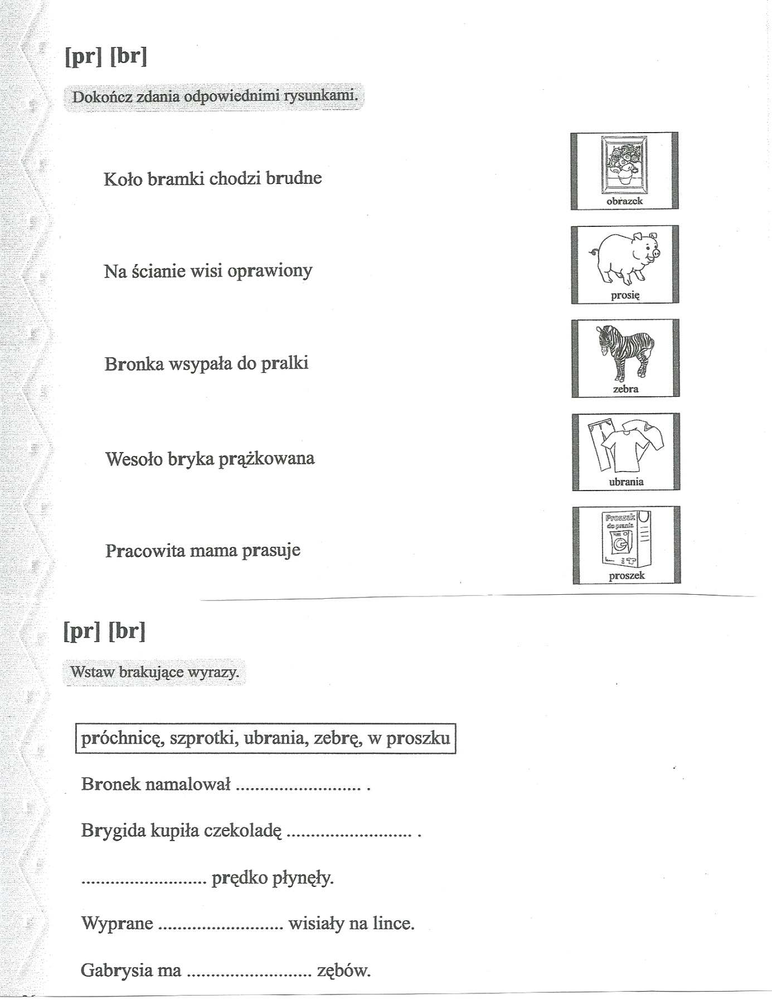 [pr] [br]
Dokończ zdania odpowiednimi rysunkami.
Koło bramki chodzi brudne
obrazek
Na ścianie wisi oprawiony
prosię
Bronka wsypała do pralki
zebra
Wesoło bryka prążkowana
ubrania
Pracowita mama prasuje
Proszek
do prania
proszek
[pr] [br]
Wstaw brakujące wyrazy.
próchnicę, szprotki, ubrania, zebrę, w proszku
Bronek namalował .......................... .
Brygida kupiła czekoladę .......................... .
.......................... prędko płynęły.
Wyprane .......................... wisiały na lince.
Gabrysia ma .......................... zębów.